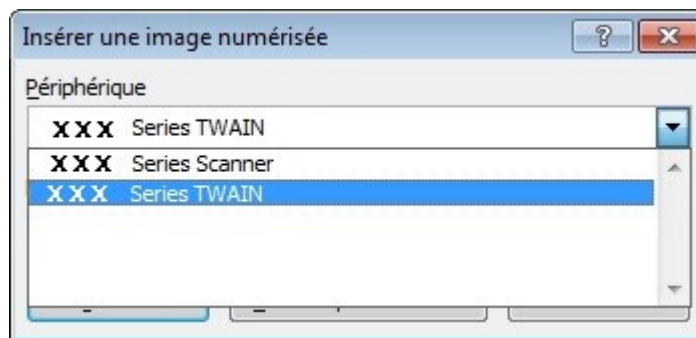 Insérer une image numérisée
Périphérique
XXX Series TWAIN
XXX Series Scanner
XXX Series TWAIN